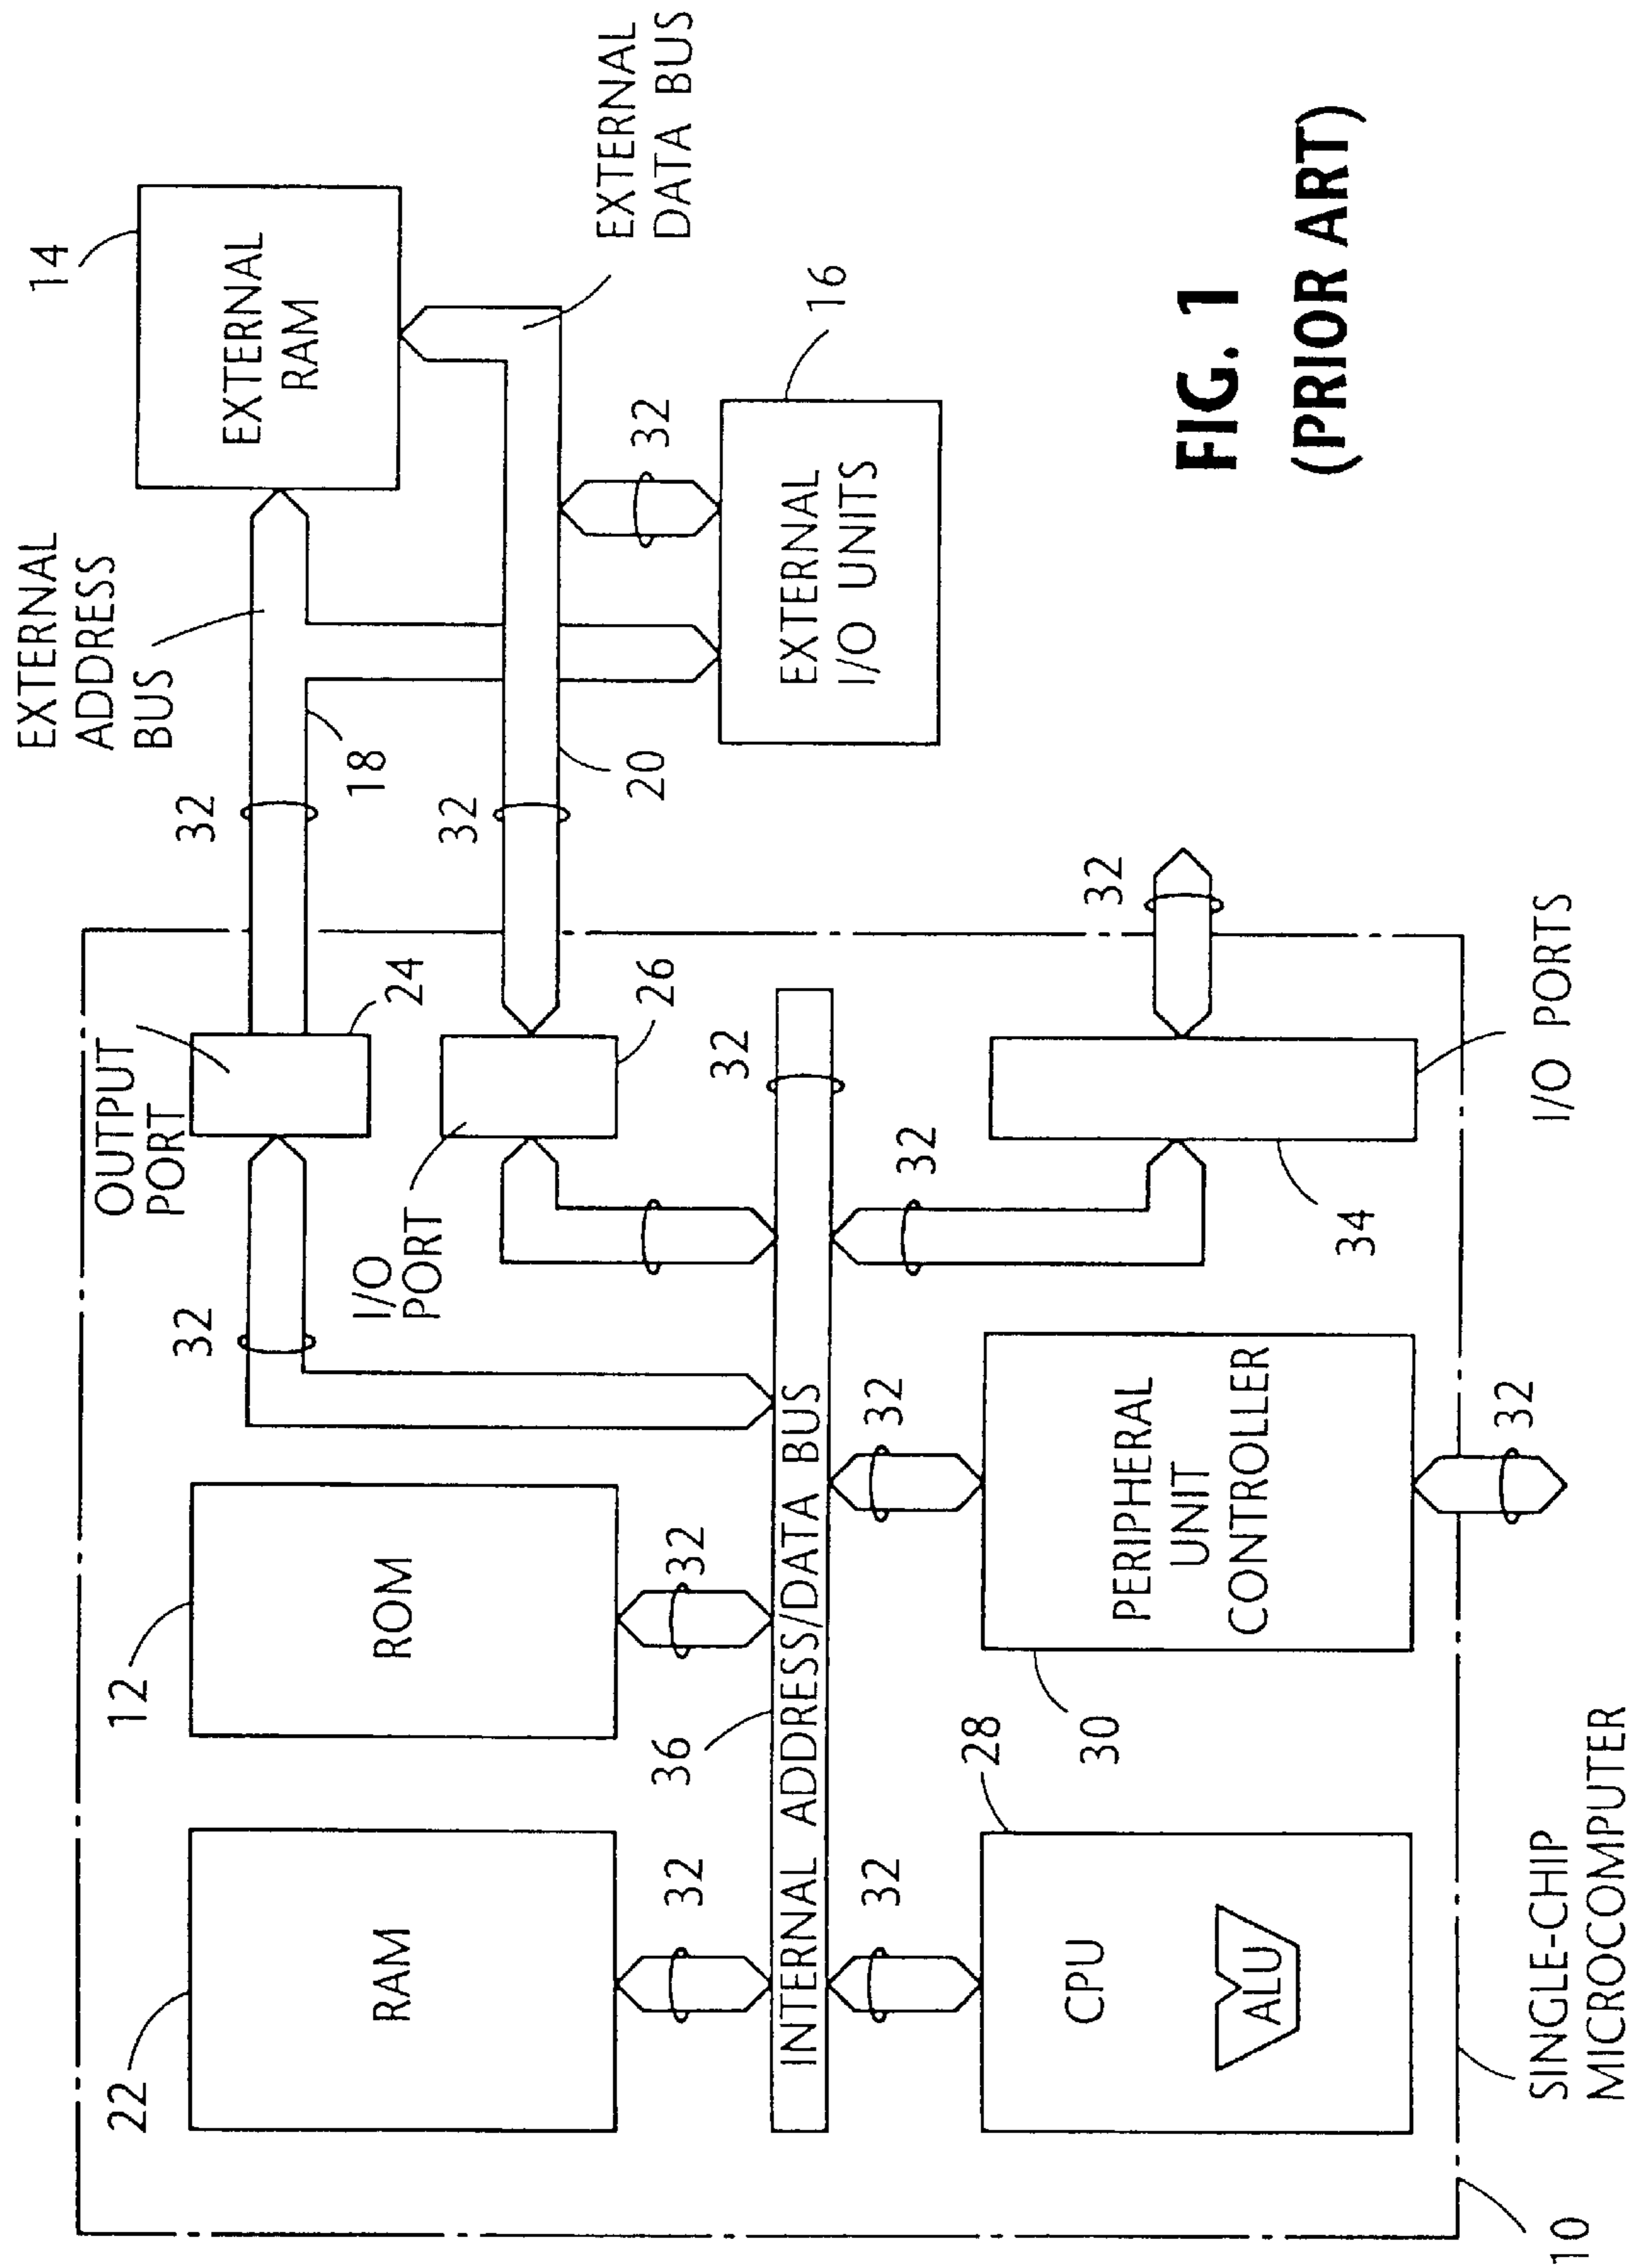 EXTERNAL
ADDRESS
BUS
14
EXTERNAL
RAM
EXTERNAL
DATA BUS
32
18
32
20
32
16
EXTERNAL
I/O UNITS
OUTPUT
PORT
24
26
I/O
PORT
32
32
32
32
34
I/O PORTS
22
RAM
12
ROM
32
32
36
INTERNAL ADDRESS/DATA BUS
32
32
28
CPU
ALU
30
PERIPHERAL
UNIT
CONTROLLER
32
10
SINGLE-CHIP
MICROCOMPUTER
FIG. 1
(PRIOR ART)